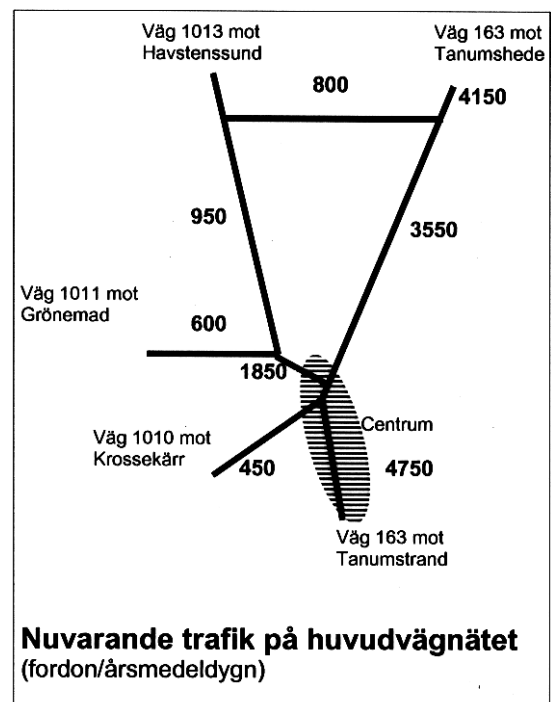 Väg 1013 mot
Havstenssund
Väg 163 mot
Tanumshede
800
4150
950
3550
Väg 1011 mot
Grönemad
600
1850
Väg 1010 mot
Krossekärr
450
Centrum
4750
Väg 163 mot
Tanumstrand
Nuvarande trafik på huvudvägnätet
(fordon/årsmedeldygn)